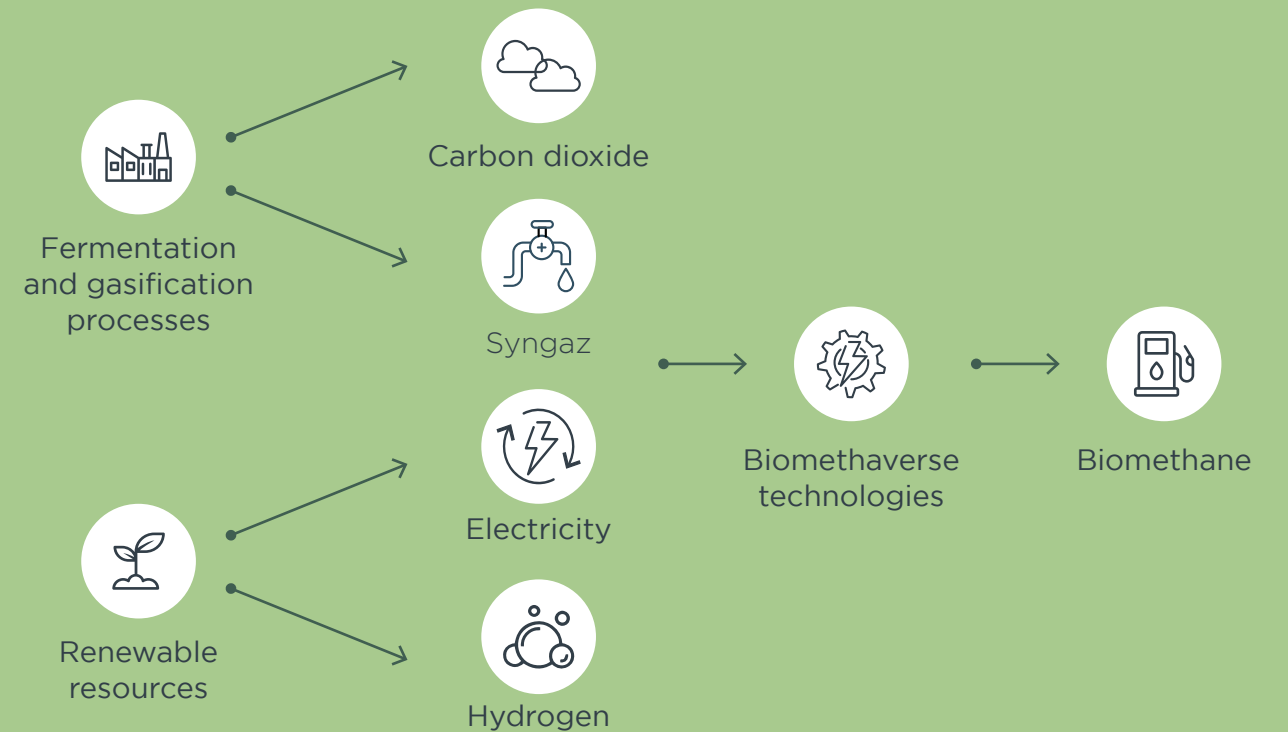 Carbon dioxide
Fermentation
and gasification
processes
Syngaz
Biomethaverse
technologies
Biomethane
Electricity
Renewable
resources
Hydrogen